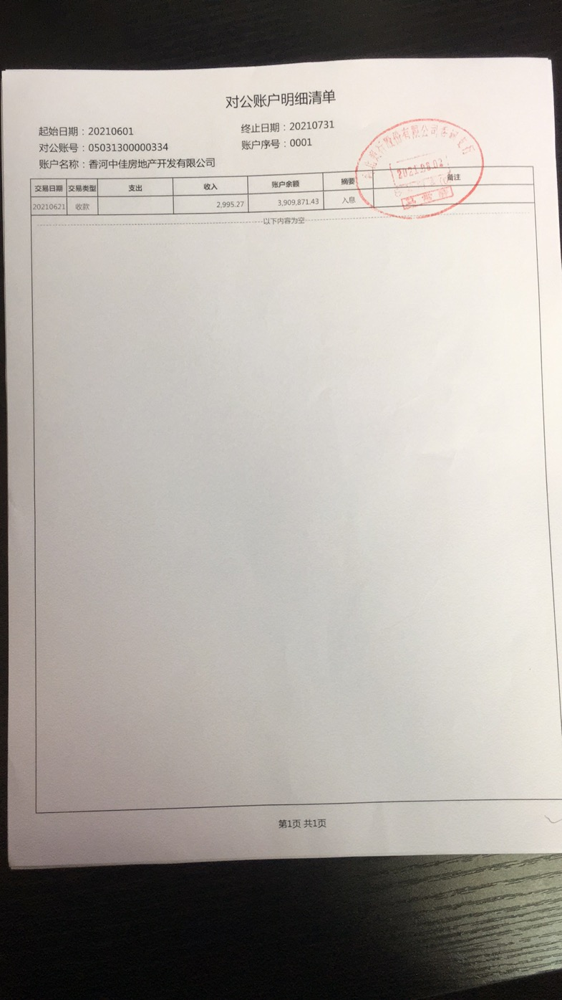 对公账户明细清单
起始日期：20210601 终止日期：20210731
对公账号：05031300000334 账户序号：0001
账户名称：香河中佳房地产开发有限公司
交易日期 交易类型 支出 收入 账户余额 摘要 备注
20210621 收款 2,995.27 3,909,871.43 入息
以下内容为空
股份有限公司香河支行
2021.08.02
第1页 共1页